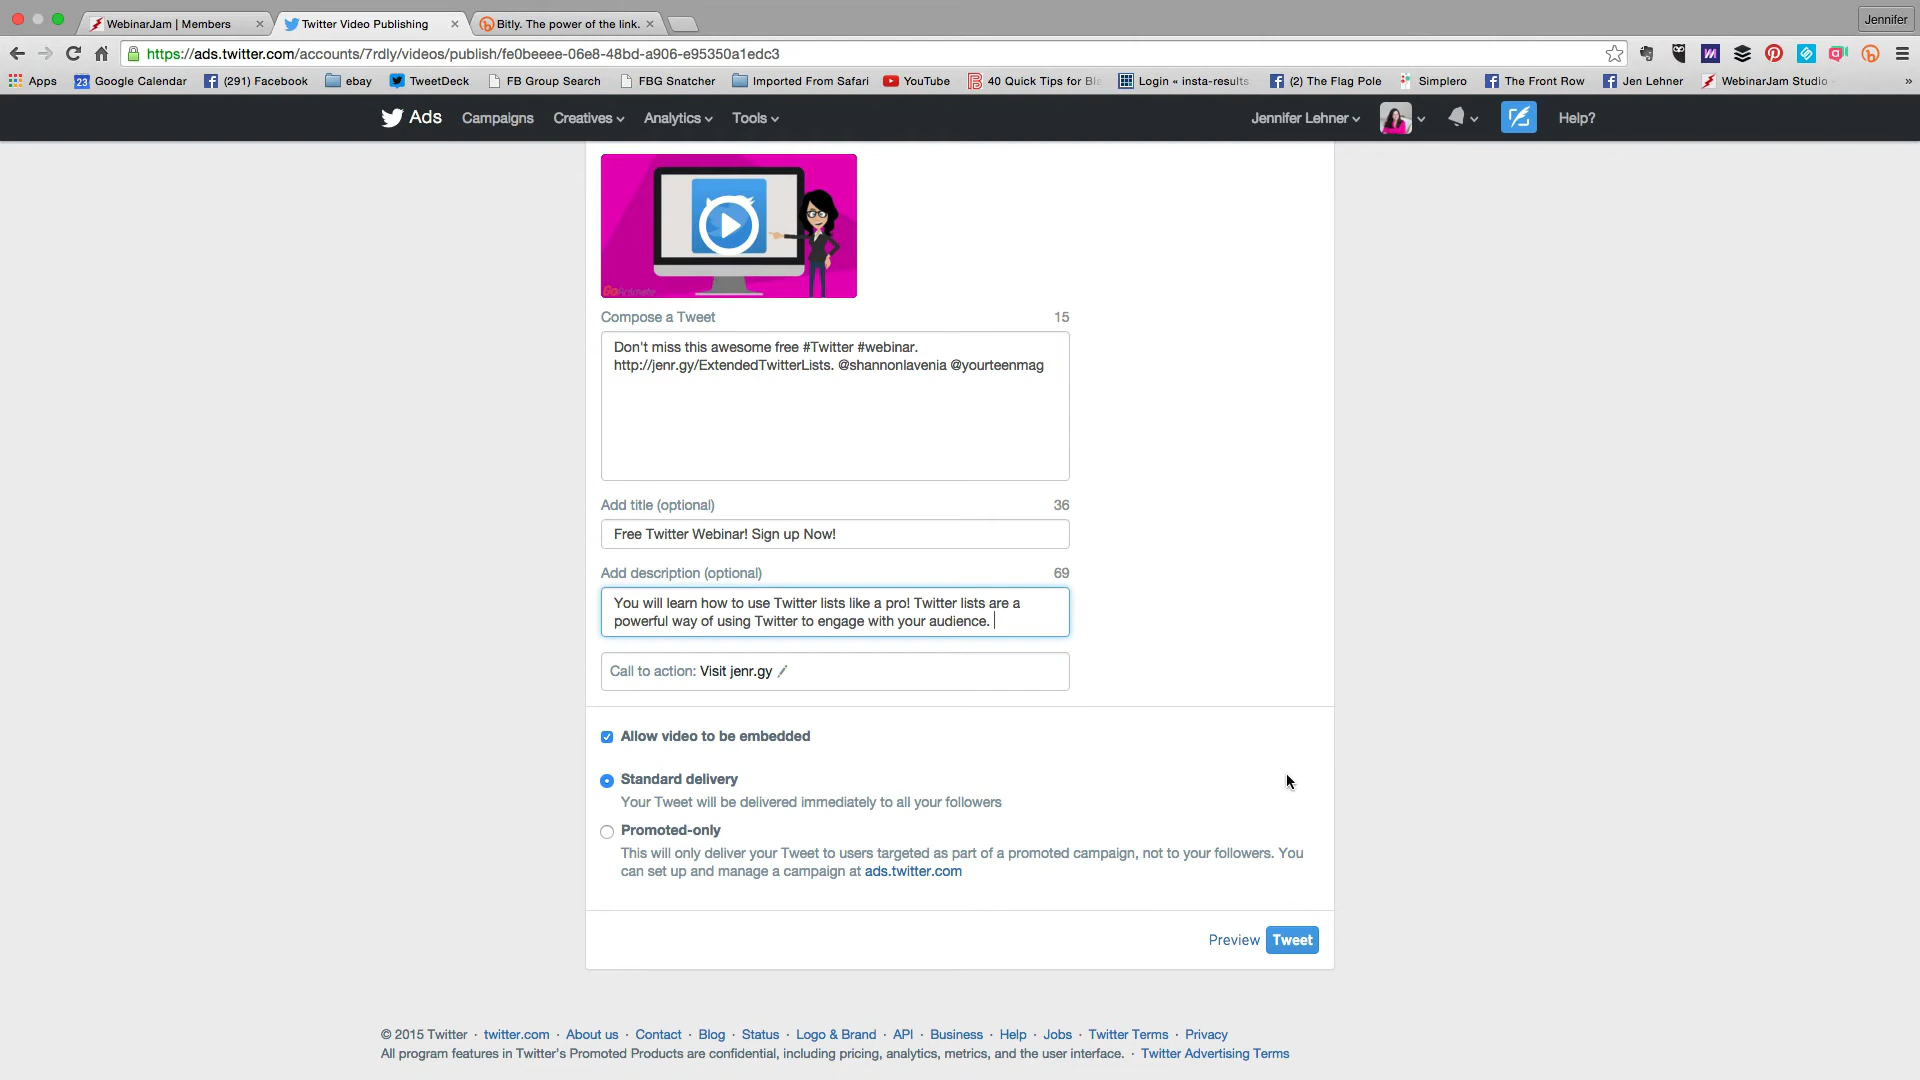 WebinarJam | Members
Twitter Video Publishing
Bitly. The power of the link.
Jennifer
https://ads.twitter.com/accounts/7rdly/videos/publish/fe0beeee-06e8-48bd-a906-e95350a1edc3
Apps
23
Google Calendar
(291) Facebook
ebay
TweetDeck
FB Group Search
FBG Snatcher
Imported From Safari
YouTube
40 Quick Tips for Bl
Login « insta-results
(2) The Flag Pole
Simplero
The Front Row
Jen Lehner
WebinarJam Studio
»
Ads
Campaigns
Creatives
Analytics
Tools
Jennifer Lehner
Help?
GoAnimate
Compose a Tweet
15
Don't miss this awesome free #Twitter #webinar.
http://jenr.gy/ExtendedTwitterLists. @shannonlavenia @yourteenmag
Add title (optional)
36
Free Twitter Webinar! Sign up Now!
Add description (optional)
69
You will learn how to use Twitter lists like a pro! Twitter lists are a
powerful way of using Twitter to engage with your audience.
Call to action: Visit jenr.gy
Allow video to be embedded
Standard delivery
Your Tweet will be delivered immediately to all your followers
Promoted-only
This will only deliver your Tweet to users targeted as part of a promoted campaign, not to your followers. You
can set up and manage a campaign at ads.twitter.com
Preview
Tweet
© 2015 Twitter · twitter.com · About us · Contact · Blog · Status · Logo & Brand · API · Business · Help · Jobs · Twitter Terms · Privacy
All program features in Twitter's Promoted Products are confidential, including pricing, analytics, metrics, and the user interface. · Twitter Advertising Terms